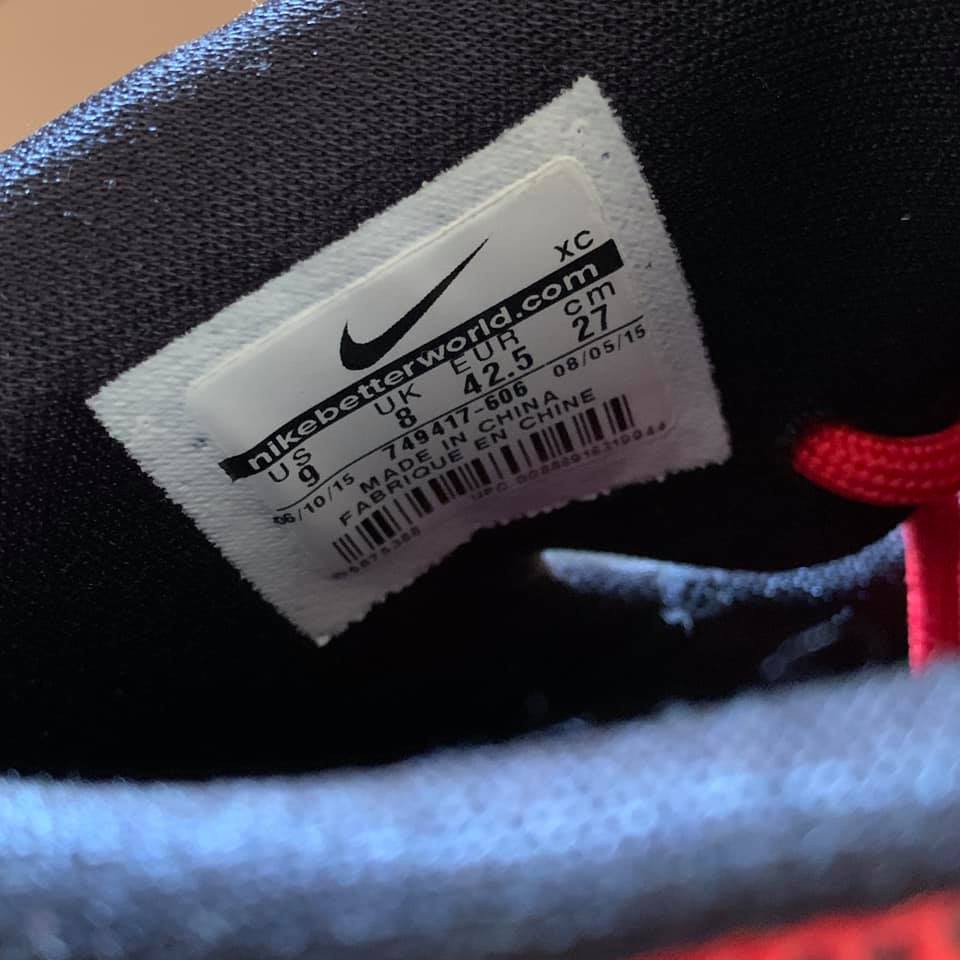 XC
nikebetterworld.com
US UK EUR cm
9 8 42.5 27
06/10/15 749417-606 08/05/15
MADE IN CHINA
FABRIQUE EN CHINE
UPC